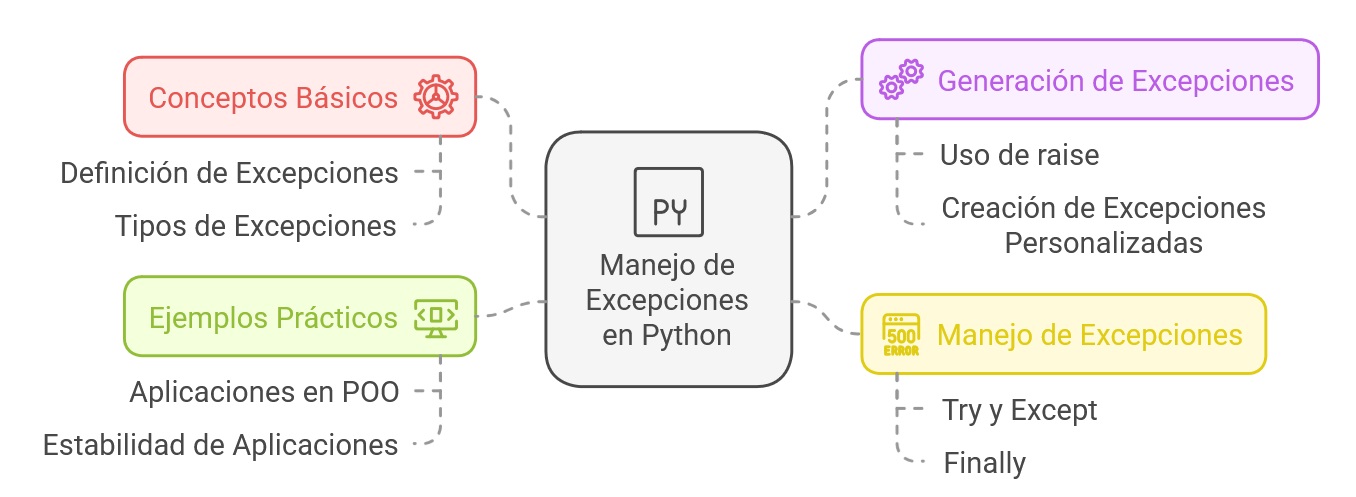 Conceptos Básicos
Definición de Excepciones
Tipos de Excepciones
Ejemplos Prácticos
Aplicaciones en POO
Estabilidad de Aplicaciones
PY
Manejo de
Excepciones
en Python
Generación de Excepciones
Uso de raise
Creación de Excepciones
Personalizadas
500
ERROR
Manejo de Excepciones
Try y Except
Finally